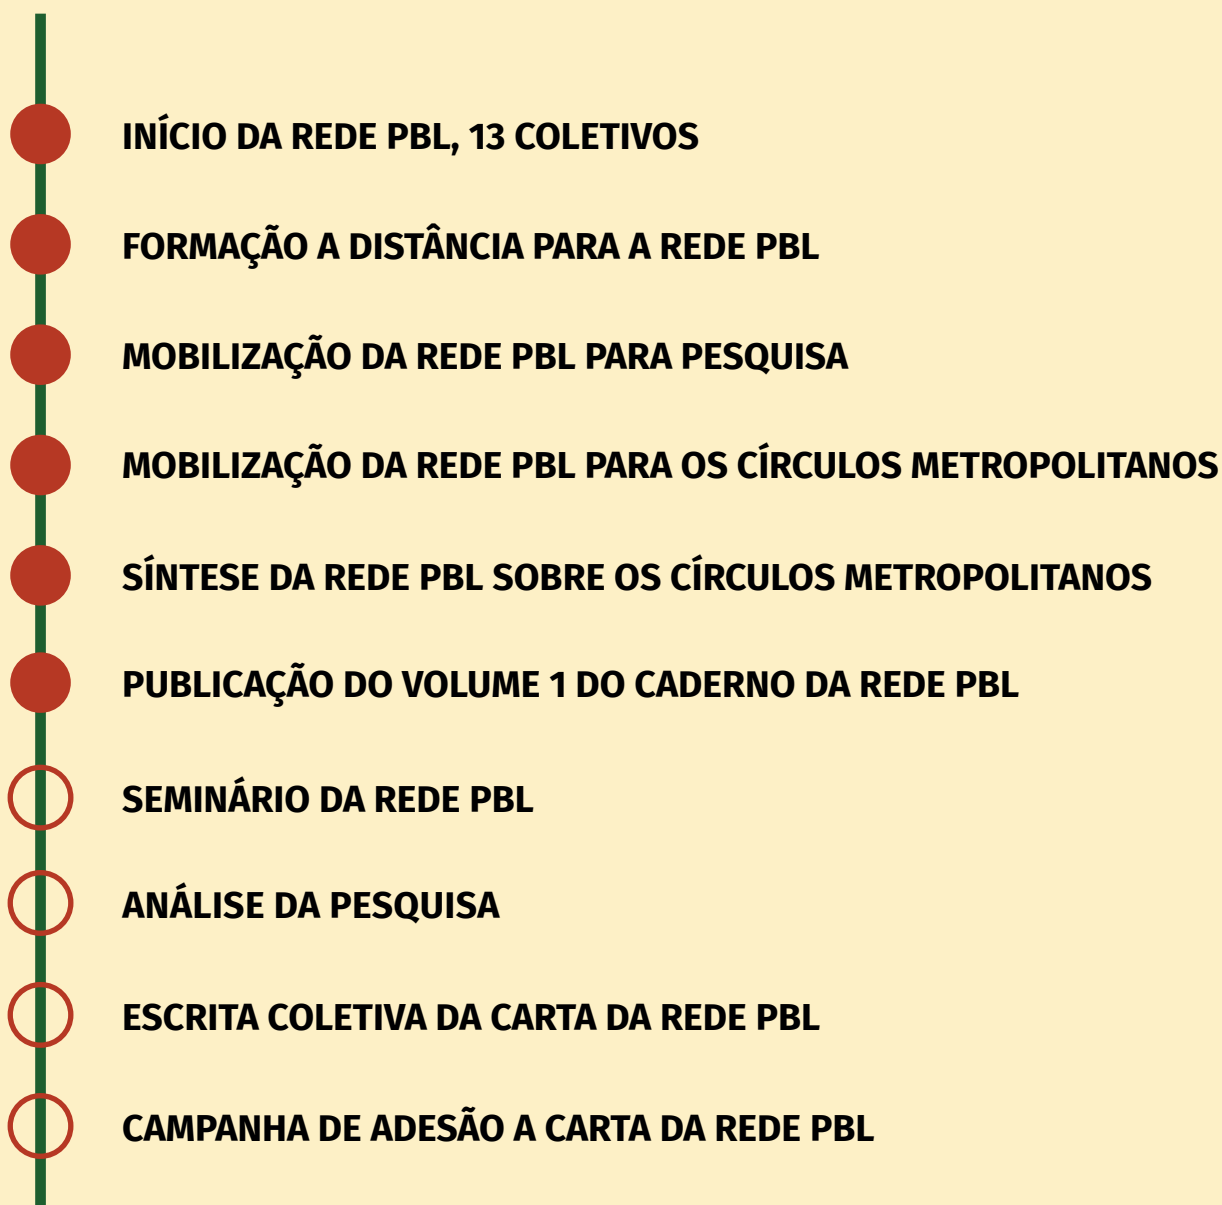 INÍCIO DA REDE PBL, 13 COLETIVOS
FORMAÇÃO A DISTÂNCIA PARA A REDE PBL
MOBILIZAÇÃO DA REDE PBL PARA PESQUISA
MOBILIZAÇÃO DA REDE PBL PARA OS CÍRCULOS METROPOLITANOS
SÍNTESE DA REDE PBL SOBRE OS CÍRCULOS METROPOLITANOS
PUBLICAÇÃO DO VOLUME 1 DO CADERNO DA REDE PBL
SEMINÁRIO DA REDE PBL
ANÁLISE DA PESQUISA
ESCRITA COLETIVA DA CARTA DA REDE PBL
CAMPANHA DE ADESÃO A CARTA DA REDE PBL